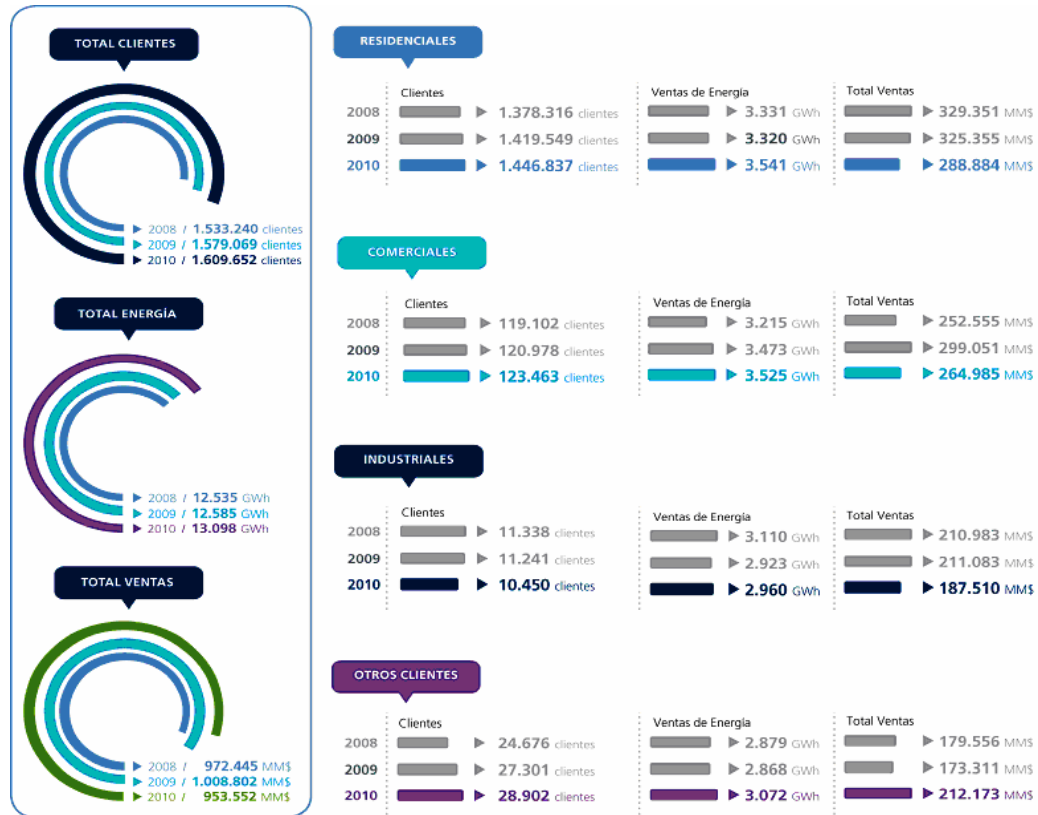 TOTAL CLIENTES
2008 / 1.533.240 clientes
2009 / 1.579.069 clientes
2010 / 1.609.652 clientes
TOTAL ENERGÍA
2008 / 12.535 GWh
2009 / 12.585 GWh
2010 / 13.098 GWh
TOTAL VENTAS
2008 / 972.445 MM$
2009 / 1.008.802 MM$
2010 / 953.552 MM$
RESIDENCIALES
Clientes Ventas de Energía Total Ventas
2008 1.378.316 clientes 3.331 GWh 329.351 MM$
2009 1.419.549 clientes 3.320 GWh 325.355 MM$
2010 1.446.837 clientes 3.541 GWh 288.884 MM$
COMERCIALES
Clientes Ventas de Energía Total Ventas
2008 119.102 clientes 3.215 GWh 252.555 MM$
2009 120.978 clientes 3.473 GWh 299.051 MM$
2010 123.463 clientes 3.525 GWh 264.985 MM$
INDUSTRIALES
Clientes Ventas de Energía Total Ventas
2008 11.338 clientes 3.110 GWh 210.983 MM$
2009 11.241 clientes 2.923 GWh 211.083 MM$
2010 10.450 clientes 2.960 GWh 187.510 MM$
OTROS CLIENTES
Clientes Ventas de Energía Total Ventas
2008 24.676 clientes 2.879 GWh 179.556 MM$
2009 27.301 clientes 2.868 GWh 173.311 MM$
2010 28.902 clientes 3.072 GWh 212.173 MM$